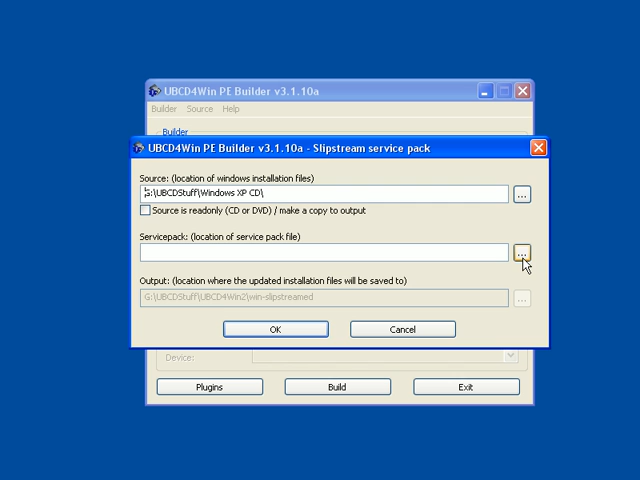 UBCD4Win PE Builder v3.1.10a
Builder Source Help
Builder
UBCD4Win PE Builder v3.1.10a - Slipstream service pack
Source: (location of windows installation files)
G:\UBCDStuff\Windows XP CD\
...
Source is readonly (CD or DVD) / make a copy to output
Servicepack: (location of service pack file)
...
Output: (location where the updated installation files will be saved to)
G:\UBCDStuff\UBCD4Win2\win-slipstreamed
...
OK Cancel
Device:
Plugins Build Exit